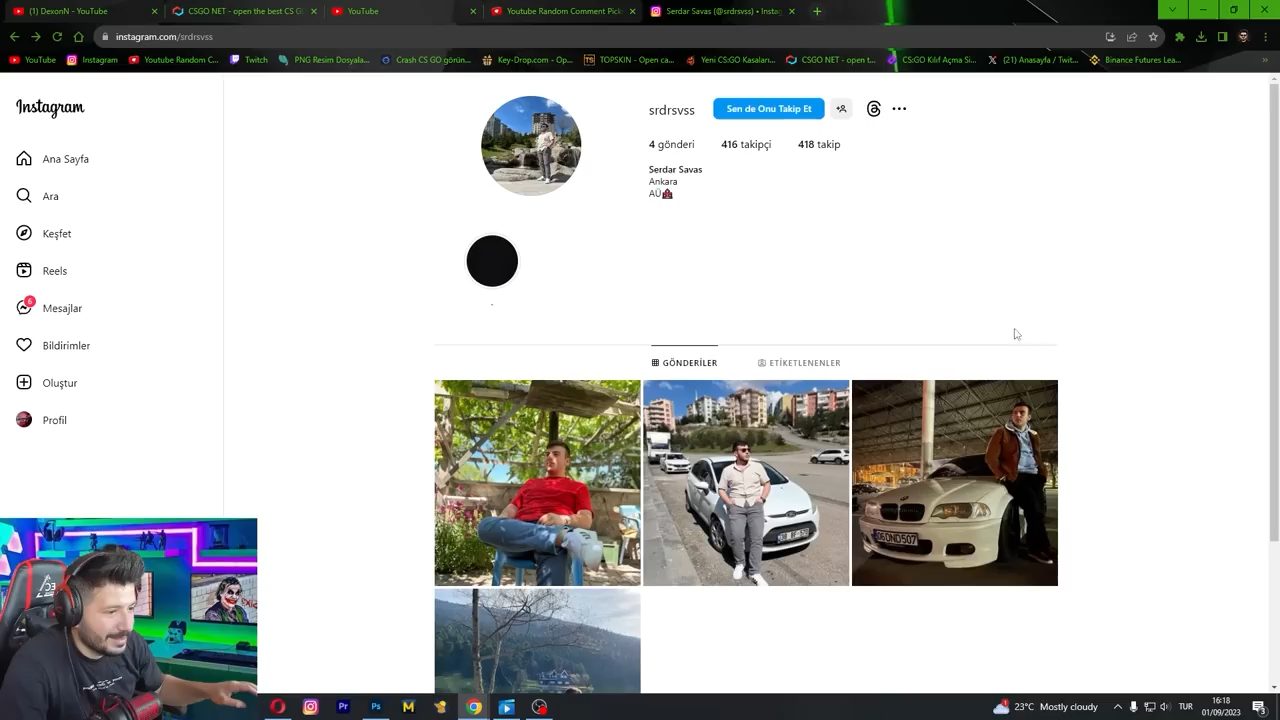 (21) DexonN - YouTube
CSGO NET - open the best CS G
YouTube
Youtube Random Comment Pick
Serdar Savas (@srdrsvss) • Instag
instagram.com/srdrsvss
YouTube
Instagram
Youtube Random C...
Twitch
PNG Resim Dosyala...
Crash CS GO görün...
Key-Drop.com - Op...
TOPSKIN - Open ca...
Yeni CS:GO Kasaları...
CSGO NET - open t...
CS:GO Kılıf Açma Si...
(21) Anasayfa / Twit...
Binance Futures Lea...
Instagram
Ana Sayfa
Ara
Keşfet
Reels
6
Mesajlar
Bildirimler
Oluştur
Profil
srdrsvss
Sen de Onu Takip Et
4 gönderi
416 takipçi
418 takip
Serdar Savas
Ankara
AÜ
-
GÖNDERİLER
ETİKETLENENLER
06OND507
1
23°C Mostly cloudy
TUR
16:18
01/09/2023